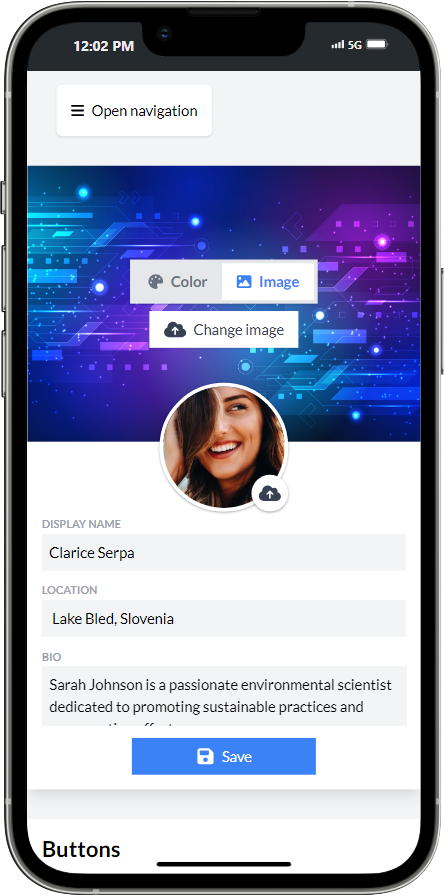 12:02 PM
5G
Open navigation
Color
Image
Change image
DISPLAY NAME
Clarice Serpa
LOCATION
Lake Bled, Slovenia
BIO
Sarah Johnson is a passionate environmental scientist
dedicated to promoting sustainable practices and
Save
Buttons